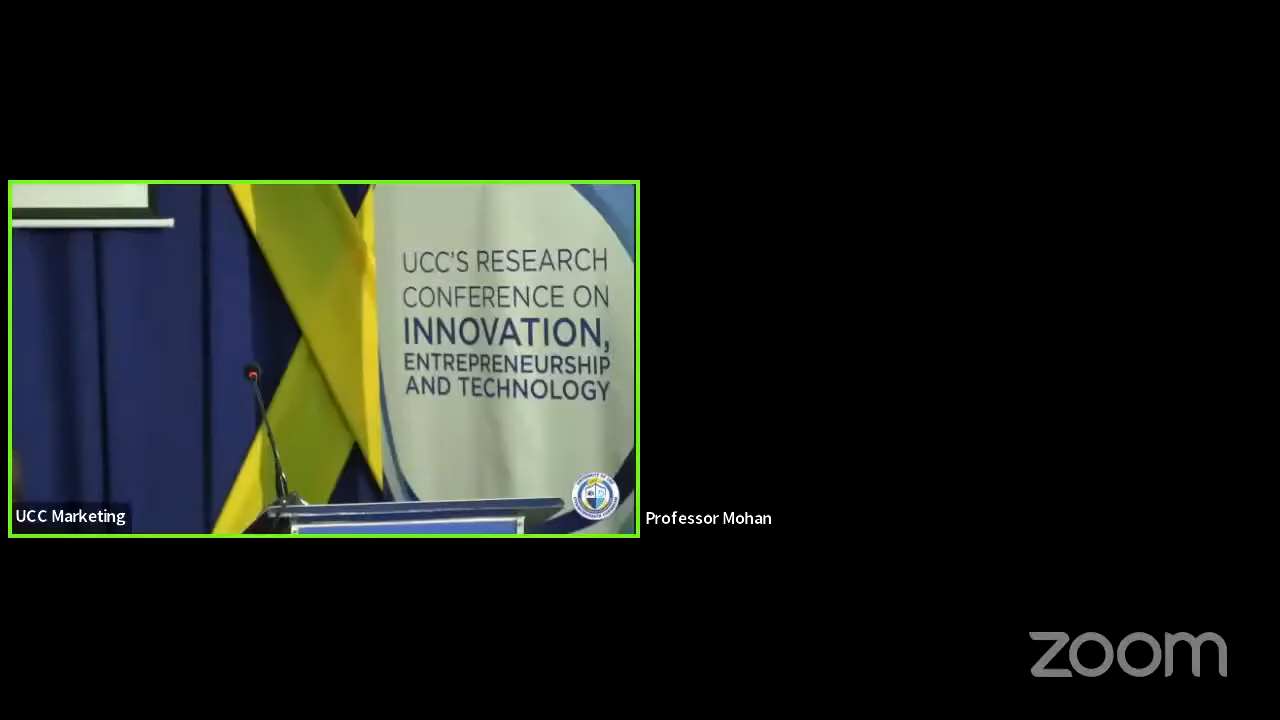 UCC'S RESEARCH
CONFERENCE ON
INNOVATION,
ENTREPRENEURSHIP
AND TECHNOLOGY
UCC Marketing
Professor Mohan
zoom